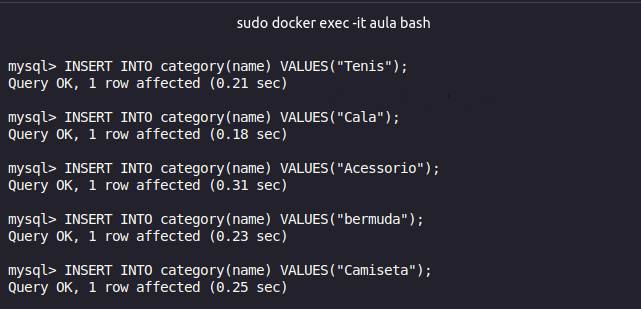 sudo docker exec -it aula bash
mysql> INSERT INTO category(name) VALUES("Tenis");
Query OK, 1 row affected (0.21 sec)
mysql> INSERT INTO category(name) VALUES("Cala");
Query OK, 1 row affected (0.18 sec)
mysql> INSERT INTO category(name) VALUES("Acessorio");
Query OK, 1 row affected (0.31 sec)
mysql> INSERT INTO category(name) VALUES("bermuda");
Query OK, 1 row affected (0.23 sec)
mysql> INSERT INTO category(name) VALUES("Camiseta");
Query OK, 1 row affected (0.25 sec)